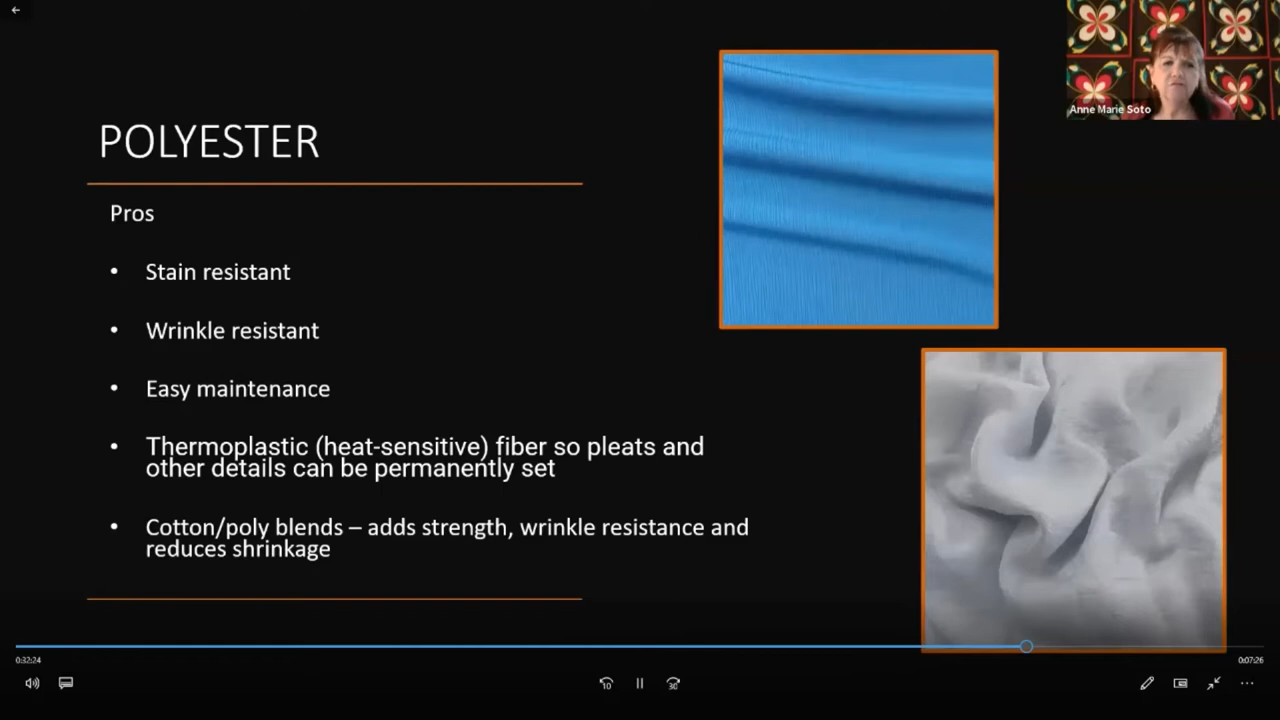 Anne Marie Soto
POLYESTER
Pros
• Stain resistant
• Wrinkle resistant
• Easy maintenance
• Thermoplastic (heat-sensitive) fiber so pleats and
other details can be permanently set
• Cotton/poly blends – adds strength, wrinkle resistance and
reduces shrinkage
0:32:24
0:07:26
10
30